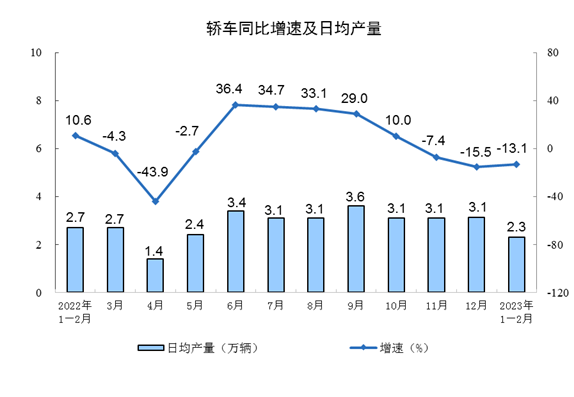 轿车同比增速及日均产量
10 80
10.6 -4.3 -43.9 -2.7 36.4 34.7 33.1 29.0 10.0 -7.4 -15.5 -13.1
8 40
6 0
4 -40
2.7 2.7 1.4 2.4 3.4 3.1 3.1 3.6 3.1 3.1 3.1 2.3
2 -80
0 -120
2022年 3月 4月 5月 6月 7月 8月 9月 10月 11月 12月 2023年
1—2月 1—2月
日均产量（万辆） 增速（%）